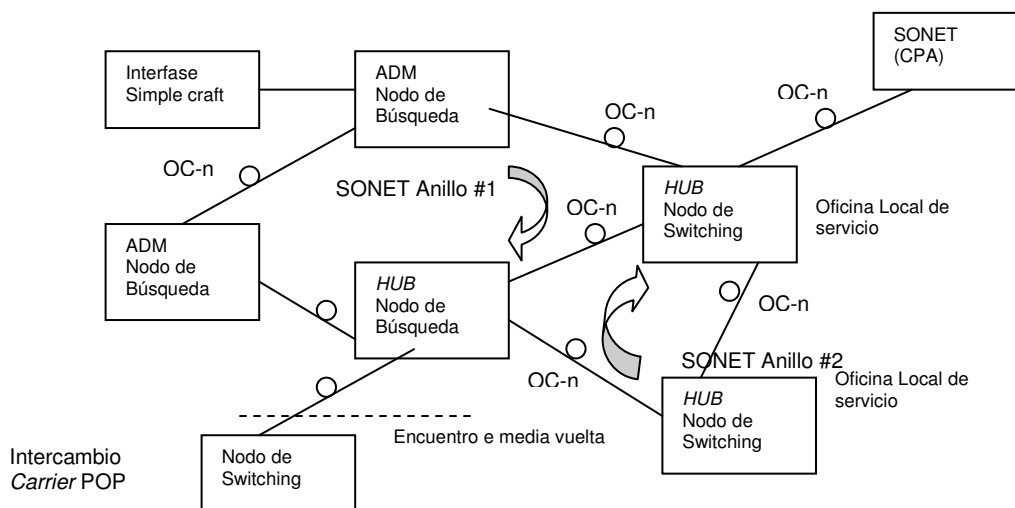 SONET
(CPA)
Interfase
Simple craft
ADM
Nodo de
Búsqueda
OC-n
OC-n
OC-n
SONET Anillo #1
OC-n
HUB
Nodo de
Switching
Oficina Local de
servicio
ADM
Nodo de
Búsqueda
HUB
Nodo de
Búsqueda
OC-n
OC-n
SONET Anillo #2
Oficina Local de
servicio
HUB
Nodo de
Switching
Encuentro e media vuelta
Intercambio
Carrier POP
Nodo de
Switching